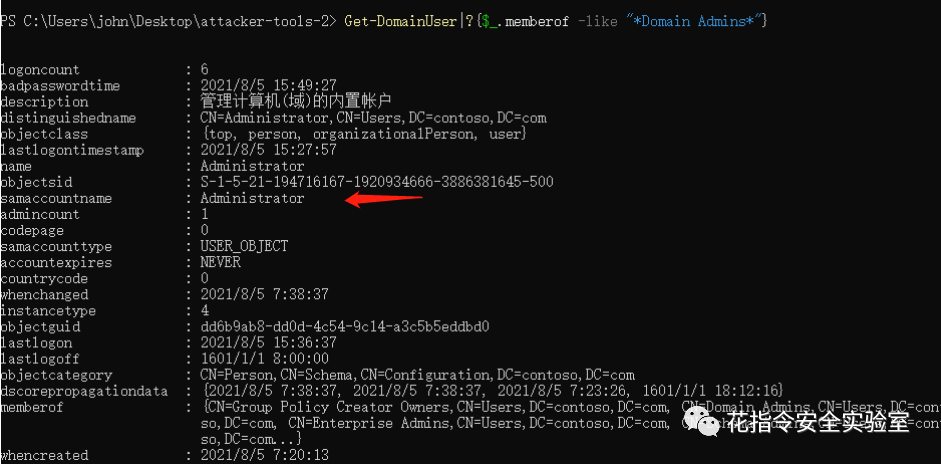 PS C:\Users\john\Desktop\attacker-tools-2> Get-DomainUser|?{$_.memberof -like "*Domain Admins*"}
logoncount : 6
badpasswordtime : 2021/8/5 15:49:27
description : 管理计算机(域)的内置帐户
distinguishedname : CN=Administrator,CN=Users,DC=contoso,DC=com
objectclass : {top, person, organizationalPerson, user}
lastlogontimestamp : 2021/8/5 15:27:57
name : Administrator
objectsid : S-1-5-21-194716167-1920934666-3886381645-500
samaccountname : Administrator
admincount : 1
codepage : 0
samaccounttype : USER_OBJECT
accountexpires : NEVER
countrycode : 0
whenchanged : 2021/8/5 7:38:37
instancetype : 4
objectguid : dd6b9ab8-dd0d-4c54-9c14-a3c5b5eddbd0
lastlogon : 2021/8/5 15:36:37
lastlogoff : 1601/1/1 8:00:00
objectcategory : CN=Person,CN=Schema,CN=Configuration,DC=contoso,DC=com
dscorepropagationdata : {2021/8/5 7:38:37, 2021/8/5 7:38:37, 2021/8/5 7:23:26, 1601/1/1 18:12:16}
memberof : {CN=Group Policy Creator Owners,CN=Users,DC=contoso,DC=com, CN=Domain Admins,CN=Users,DC=cont
so,DC=com, CN=Enterprise Admins,CN=Users,DC=contoso,DC=com,
so,DC=com...}
whencreated : 2021/8/5 7:20:13
花指令安全实验室